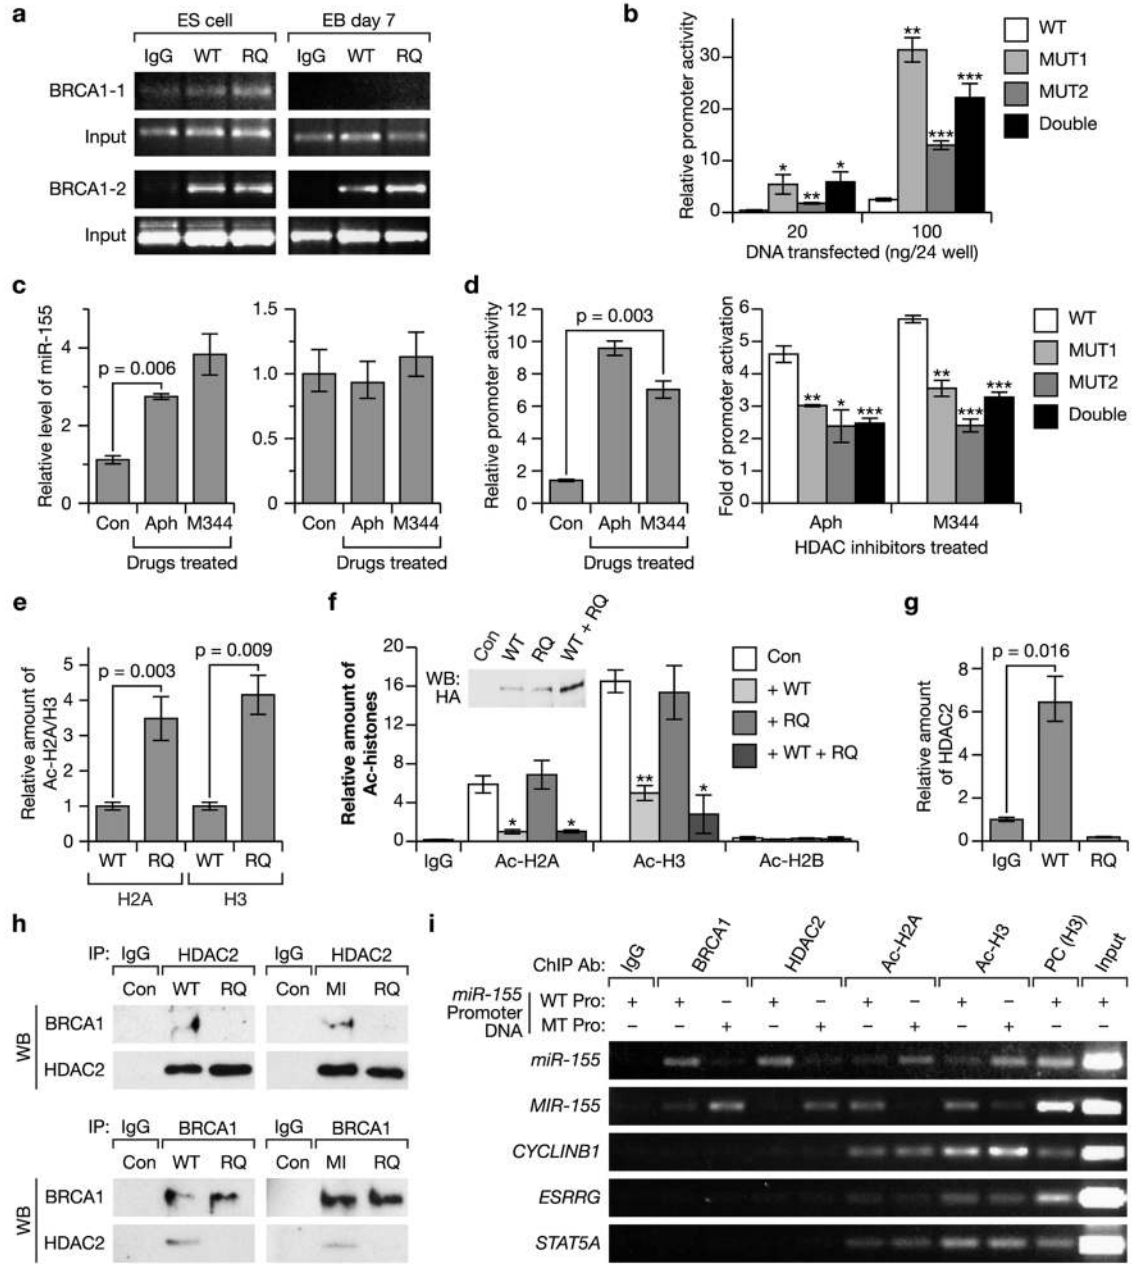 a
ES cell
EB day 7
IgG WT RQ IgG WT RQ
BRCA1-1
Input
BRCA1-2
Input
b
Relative promoter activity
30
20
10
0
** ***
* ** * ***
20 100
DNA transfected (ng/24 well)
WT
MUT1
MUT2
Double
c
Relative level of miR-155
4
2
0
p = 0.006
Con Aph M344
Drugs treated
1.5
1.0
0.5
0
Con Aph M344
Drugs treated
d
Relative promoter activity
12
10
8
6
4
2
0
p = 0.003
Con Aph M344
Drugs treated
Fold of promoter activation
6
5
4
3
2
1
0
** * *** ** *** ***
Aph M344
HDAC inhibitors treated
WT
MUT1
MUT2
Double
e
Relative amount of
Ac-H2A/H3
5
4
3
2
1
0
p = 0.003
p = 0.009
WT RQ WT RQ
H2A H3
f
Relative amount of
Ac-histones
20
16
12
8
4
0
Con WT RQ WT + RQ
WB:
HA
* * ** *
IgG Ac-H2A Ac-H3 Ac-H2B
Con
+ WT
+ RQ
+ WT + RQ
g
Relative amount
of HDAC2
8
6
4
2
0
p = 0.016
IgG WT RQ
h
IP: IgG HDAC2 IgG HDAC2
Con WT RQ Con MI RQ
WB
BRCA1
HDAC2
IP: IgG BRCA1 IgG BRCA1
Con WT RQ Con MI RQ
WB
BRCA1
HDAC2
i
ChIP Ab: IgG BRCA1 HDAC2 Ac-H2A Ac-H3 PC (H3) Input
miR-155
Promoter
DNA
WT Pro: + + – + – + – + – + +
MT Pro: – – + – + – + – + – –
miR-155
MIR-155
CYCLINB1
ESRRG
STAT5A